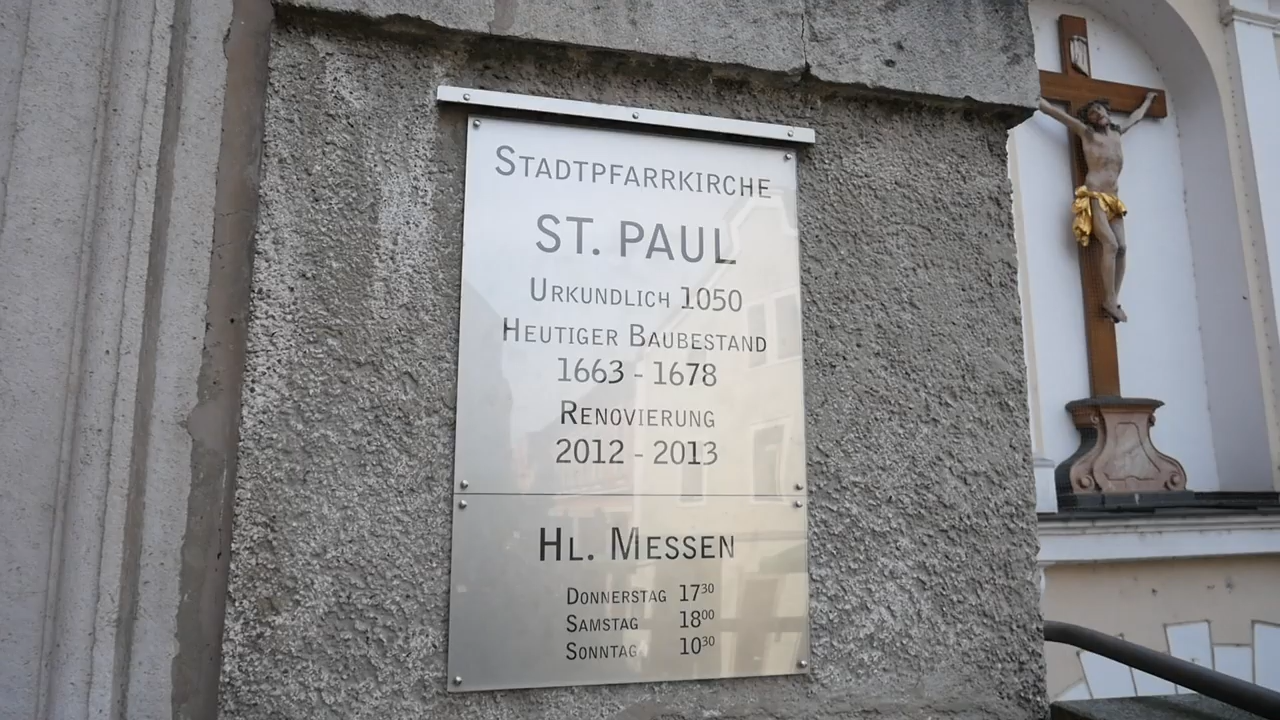 STADTPFARRKIRCHE
ST. PAUL
URKUNDLICH 1050
HEUTIGER BAUBESTAND
1663 - 1678
RENOVIERUNG
2012 - 2013
HL. MESSEN
DONNERSTAG 17³⁰
SAMSTAG 18⁰⁰
SONNTAG 10³⁰